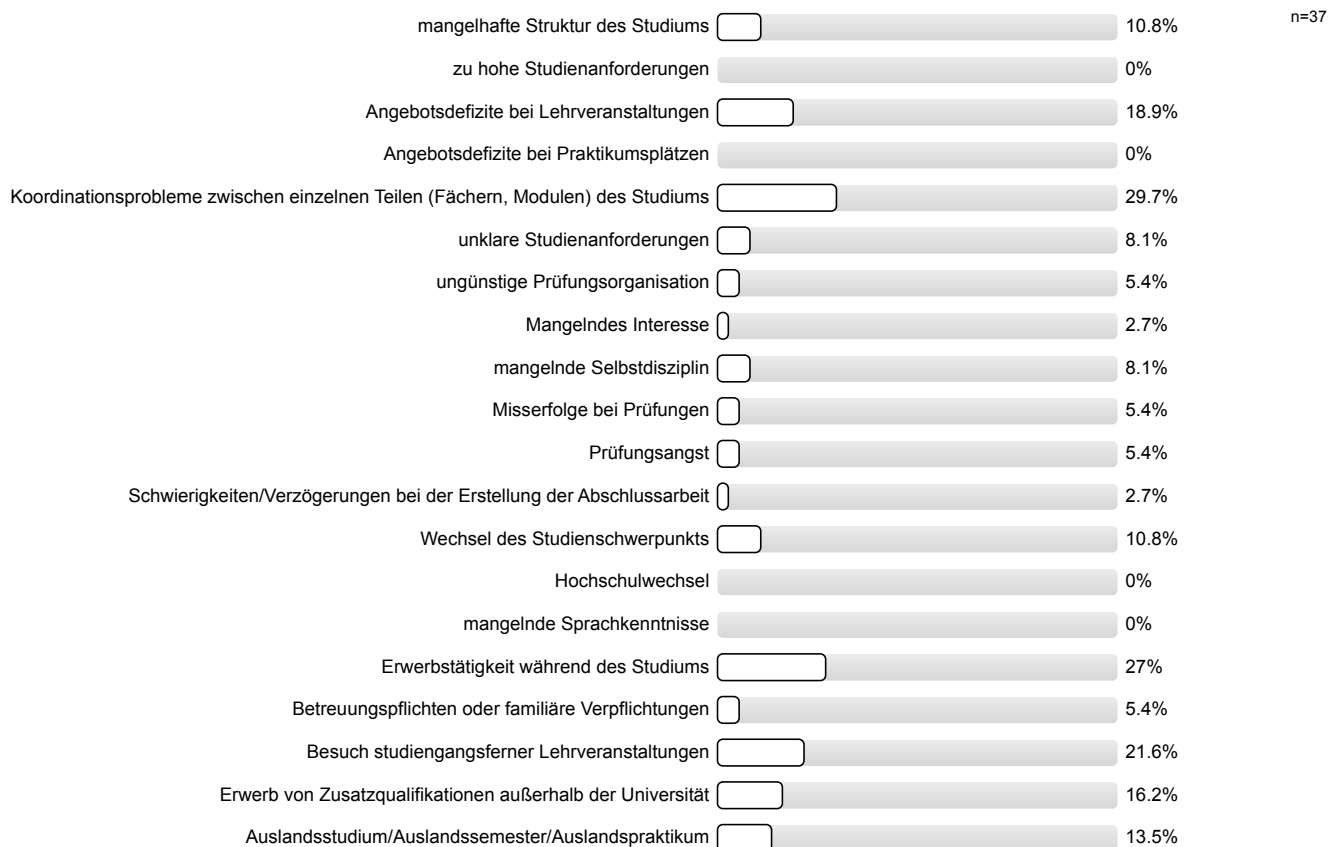 mangelhafte Struktur des Studiums 10.8% n=37
zu hohe Studienanforderungen 0%
Angebotsdefizite bei Lehrveranstaltungen 18.9%
Angebotsdefizite bei Praktikumsplätzen 0%
Koordinationsprobleme zwischen einzelnen Teilen (Fächern, Modulen) des Studiums 29.7%
unklare Studienanforderungen 8.1%
ungünstige Prüfungsorganisation 5.4%
Mangelndes Interesse 2.7%
mangelnde Selbstdisziplin 8.1%
Misserfolge bei Prüfungen 5.4%
Prüfungsangst 5.4%
Schwierigkeiten/Verzögerungen bei der Erstellung der Abschlussarbeit 2.7%
Wechsel des Studienschwerpunkts 10.8%
Hochschulwechsel 0%
mangelnde Sprachkenntnisse 0%
Erwerbstätigkeit während des Studiums 27%
Betreuungspflichten oder familiäre Verpflichtungen 5.4%
Besuch studiengangsferner Lehrveranstaltungen 21.6%
Erwerb von Zusatzqualifikationen außerhalb der Universität 16.2%
Auslandsstudium/Auslandssemester/Auslandspraktikum 13.5%